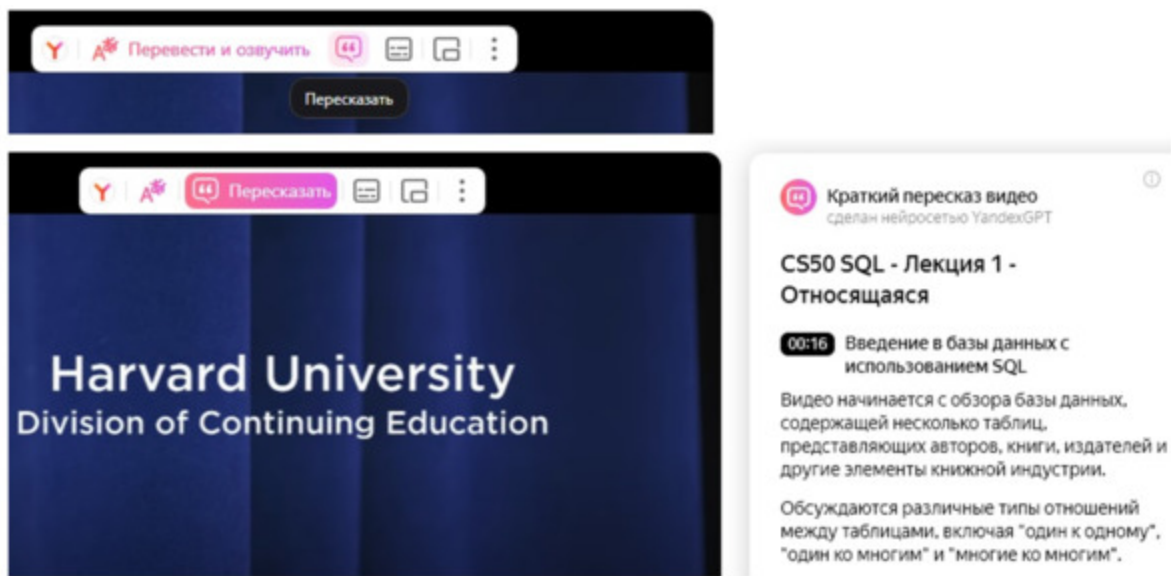 Перевести и озвучить
Пересказать
Пересказать
Harvard University
Division of Continuing Education
Краткий пересказ видео
сделан нейросетью YandexGPT
CS50 SQL - Лекция 1 -
Относящаяся
00:16 Введение в базы данных с
использованием SQL
Видео начинается с обзора базы данных,
содержащей несколько таблиц,
представляющих авторов, книги, издателей и
другие элементы книжной индустрии.
Обсуждаются различные типы отношений
между таблицами, включая "один к одному",
"один ко многим" и "многие ко многим".